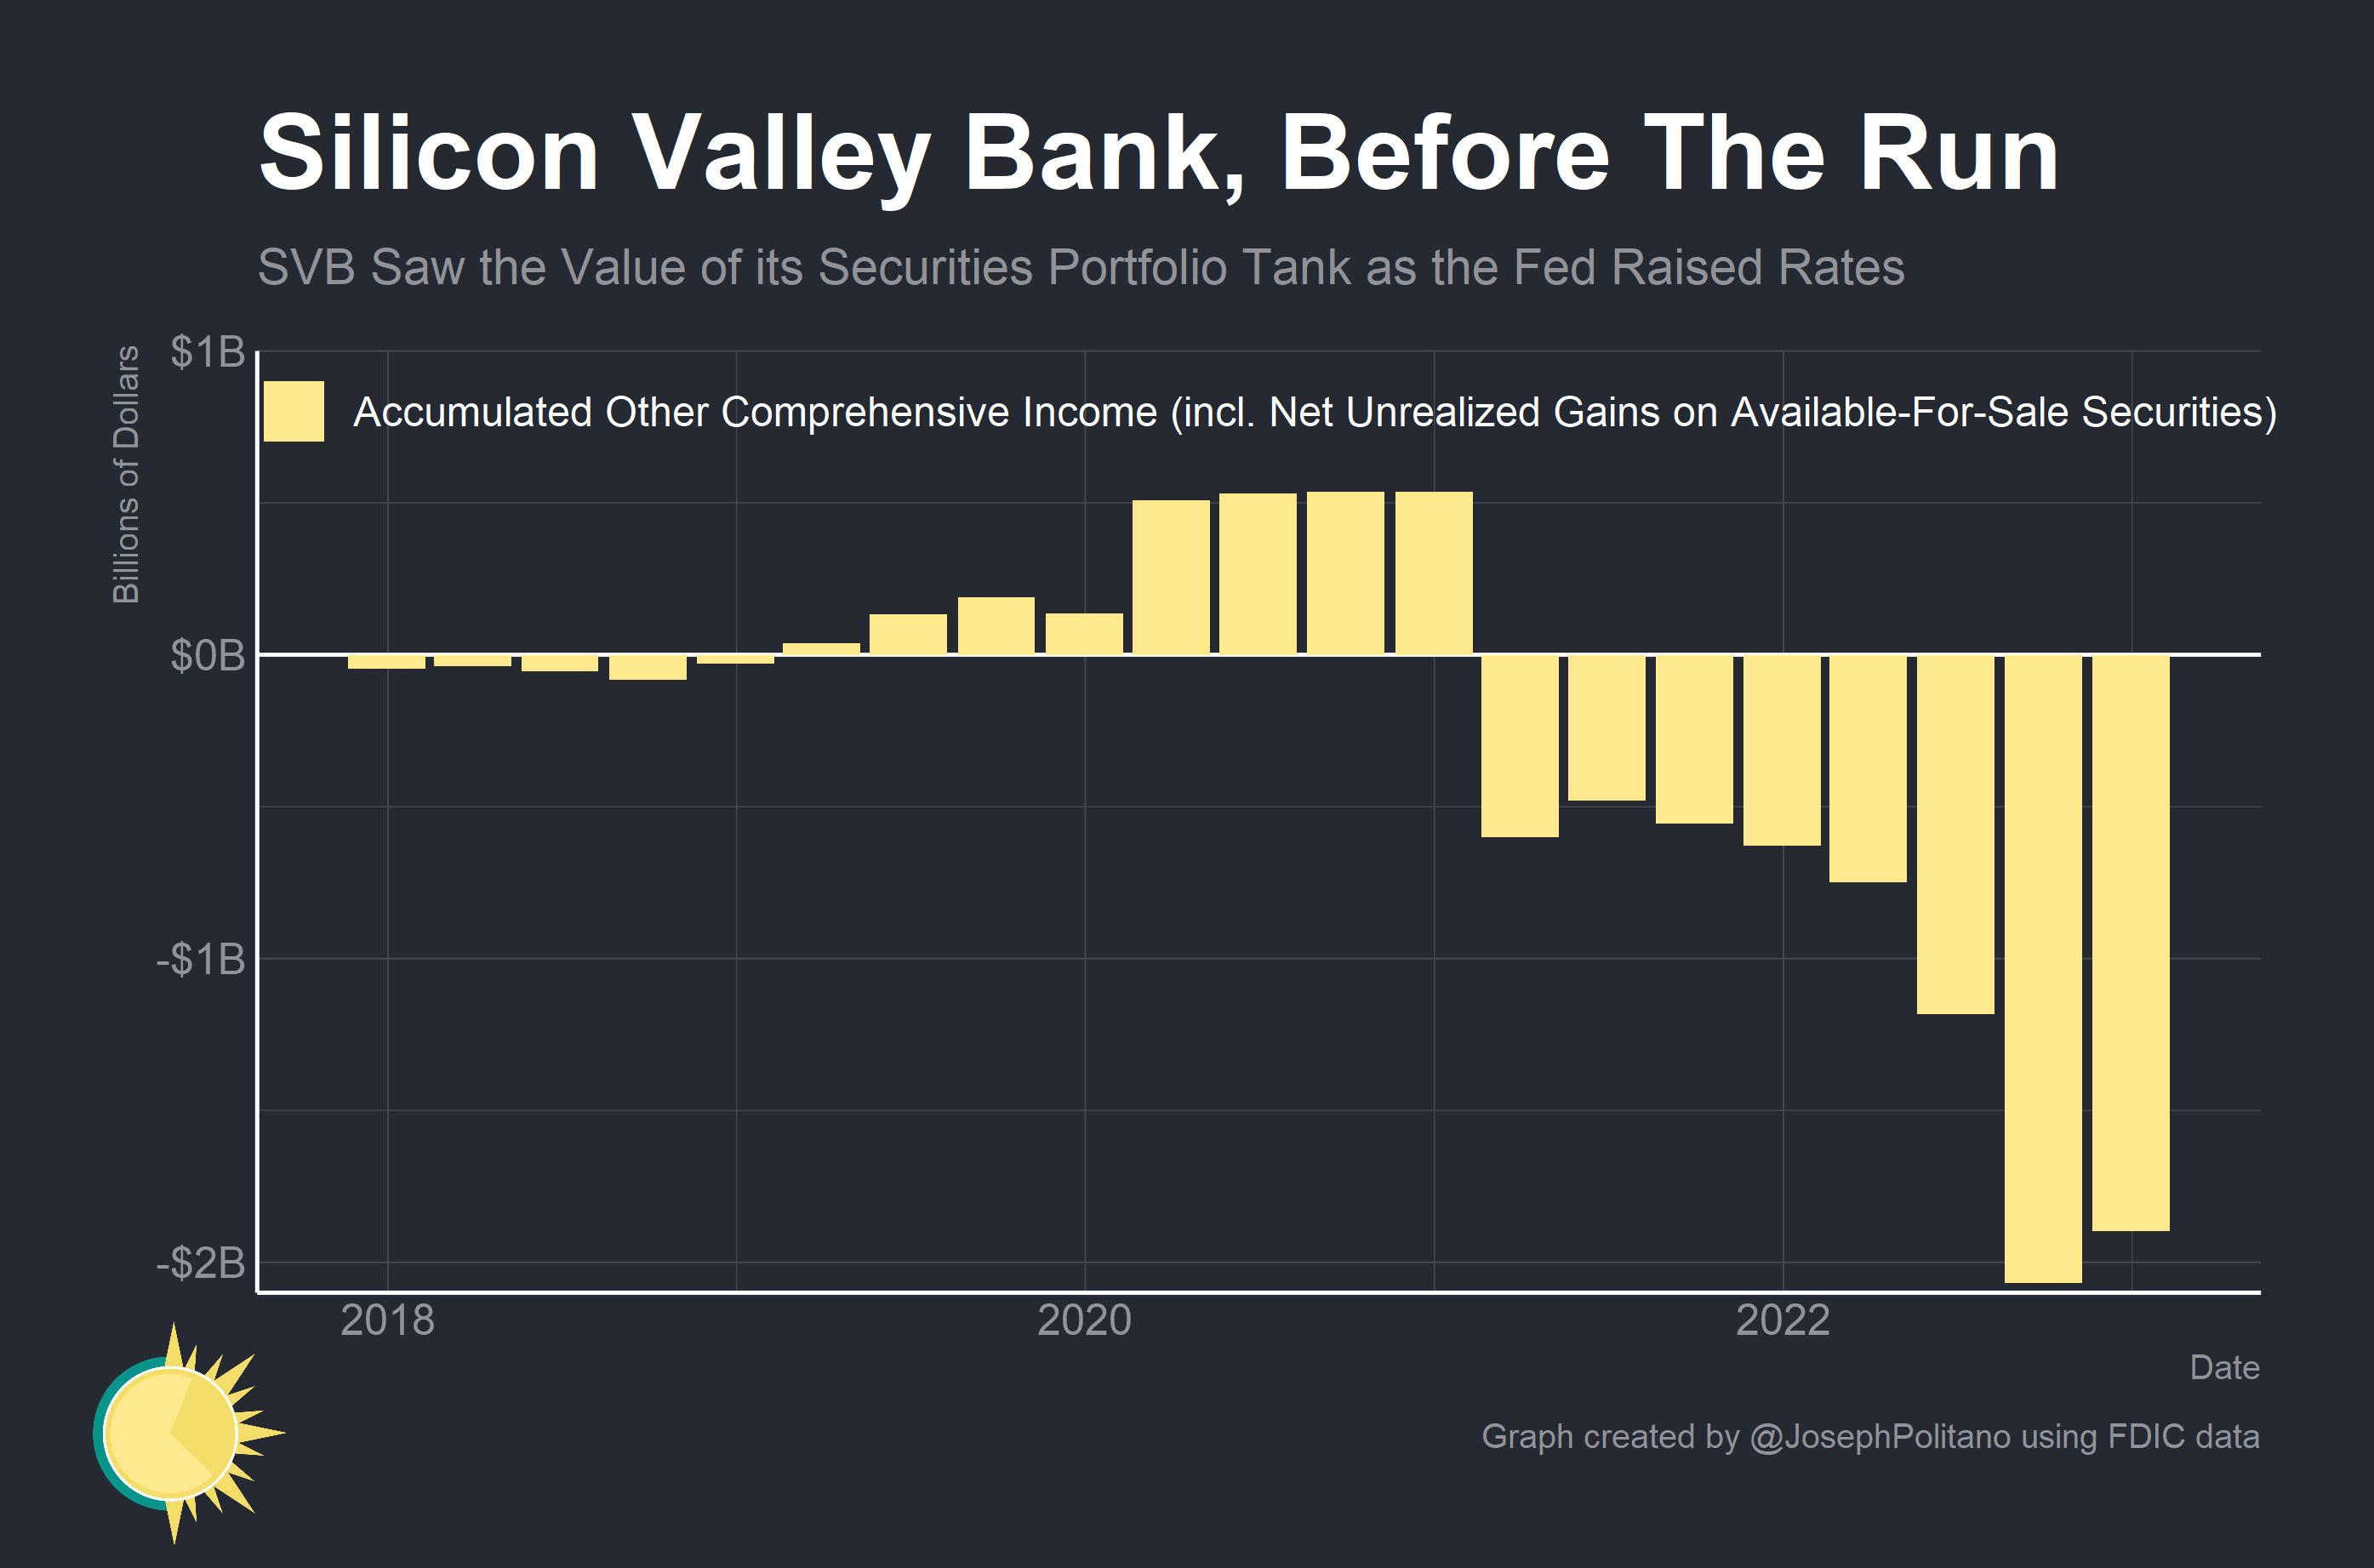 Silicon Valley Bank, Before The Run
SVB Saw the Value of its Securities Portfolio Tank as the Fed Raised Rates
Billions of Dollars
$1B
Accumulated Other Comprehensive Income (incl. Net Unrealized Gains on Available-For-Sale Securities)
$0B
-$1B
-$2B
2018 2020 2022
Date
Graph created by @JosephPolitano using FDIC data